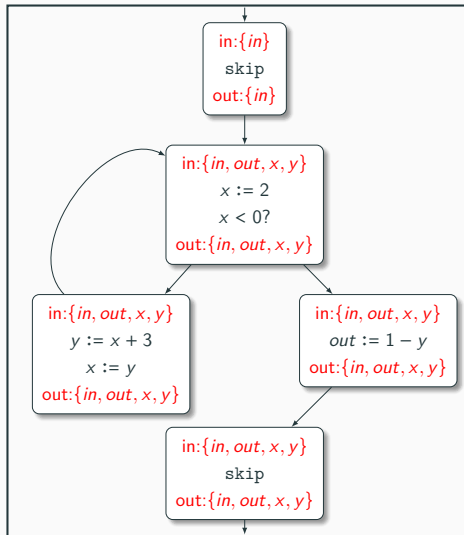 in:{in}
skip
out:{in}
in:{in, out, x, y}
x := 2
x < 0?
out:{in, out, x, y}
in:{in, out, x, y}
y := x + 3
x := y
out:{in, out, x, y}
in:{in, out, x, y}
out := 1 − y
out:{in, out, x, y}
in:{in, out, x, y}
skip
out:{in, out, x, y}